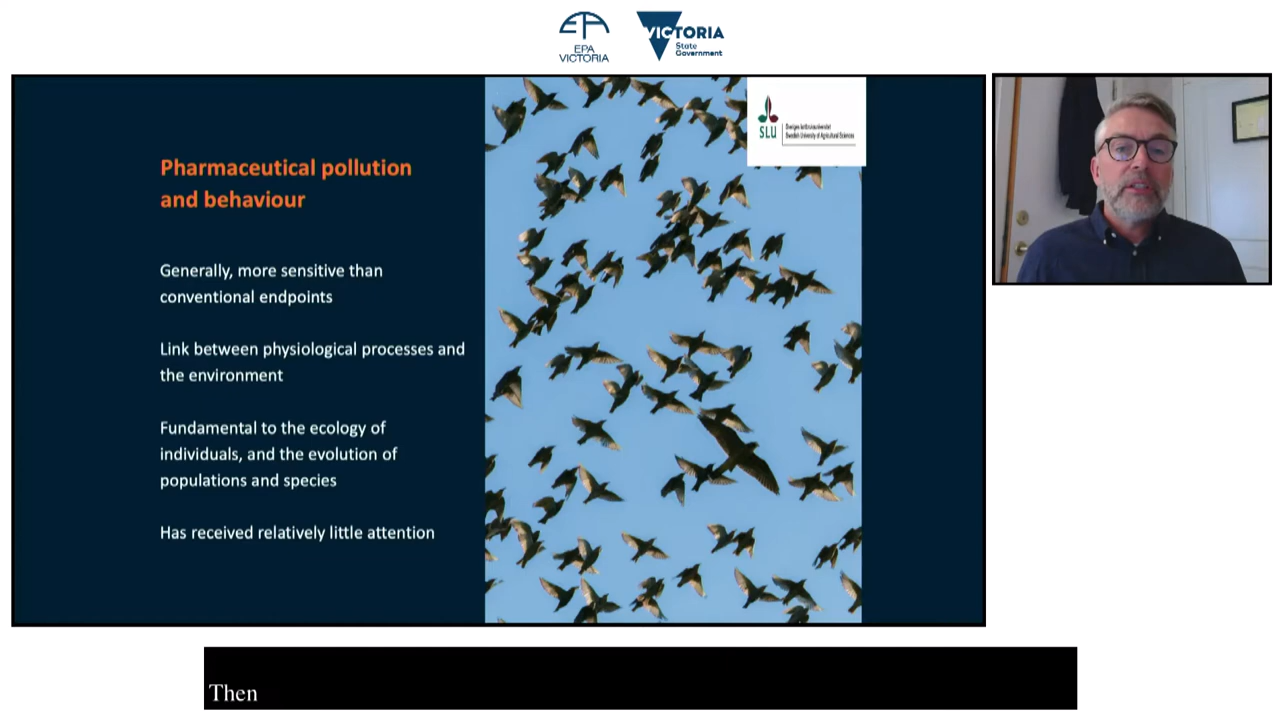 EPA
VICTORIA
VICTORIA
State
Government
SLU
Sveriges lantbruksuniversitet
Swedish University of Agricultural Sciences
Pharmaceutical pollution
and behaviour
Generally, more sensitive than
conventional endpoints
Link between physiological processes and
the environment
Fundamental to the ecology of
individuals, and the evolution of
populations and species
Has received relatively little attention
Then